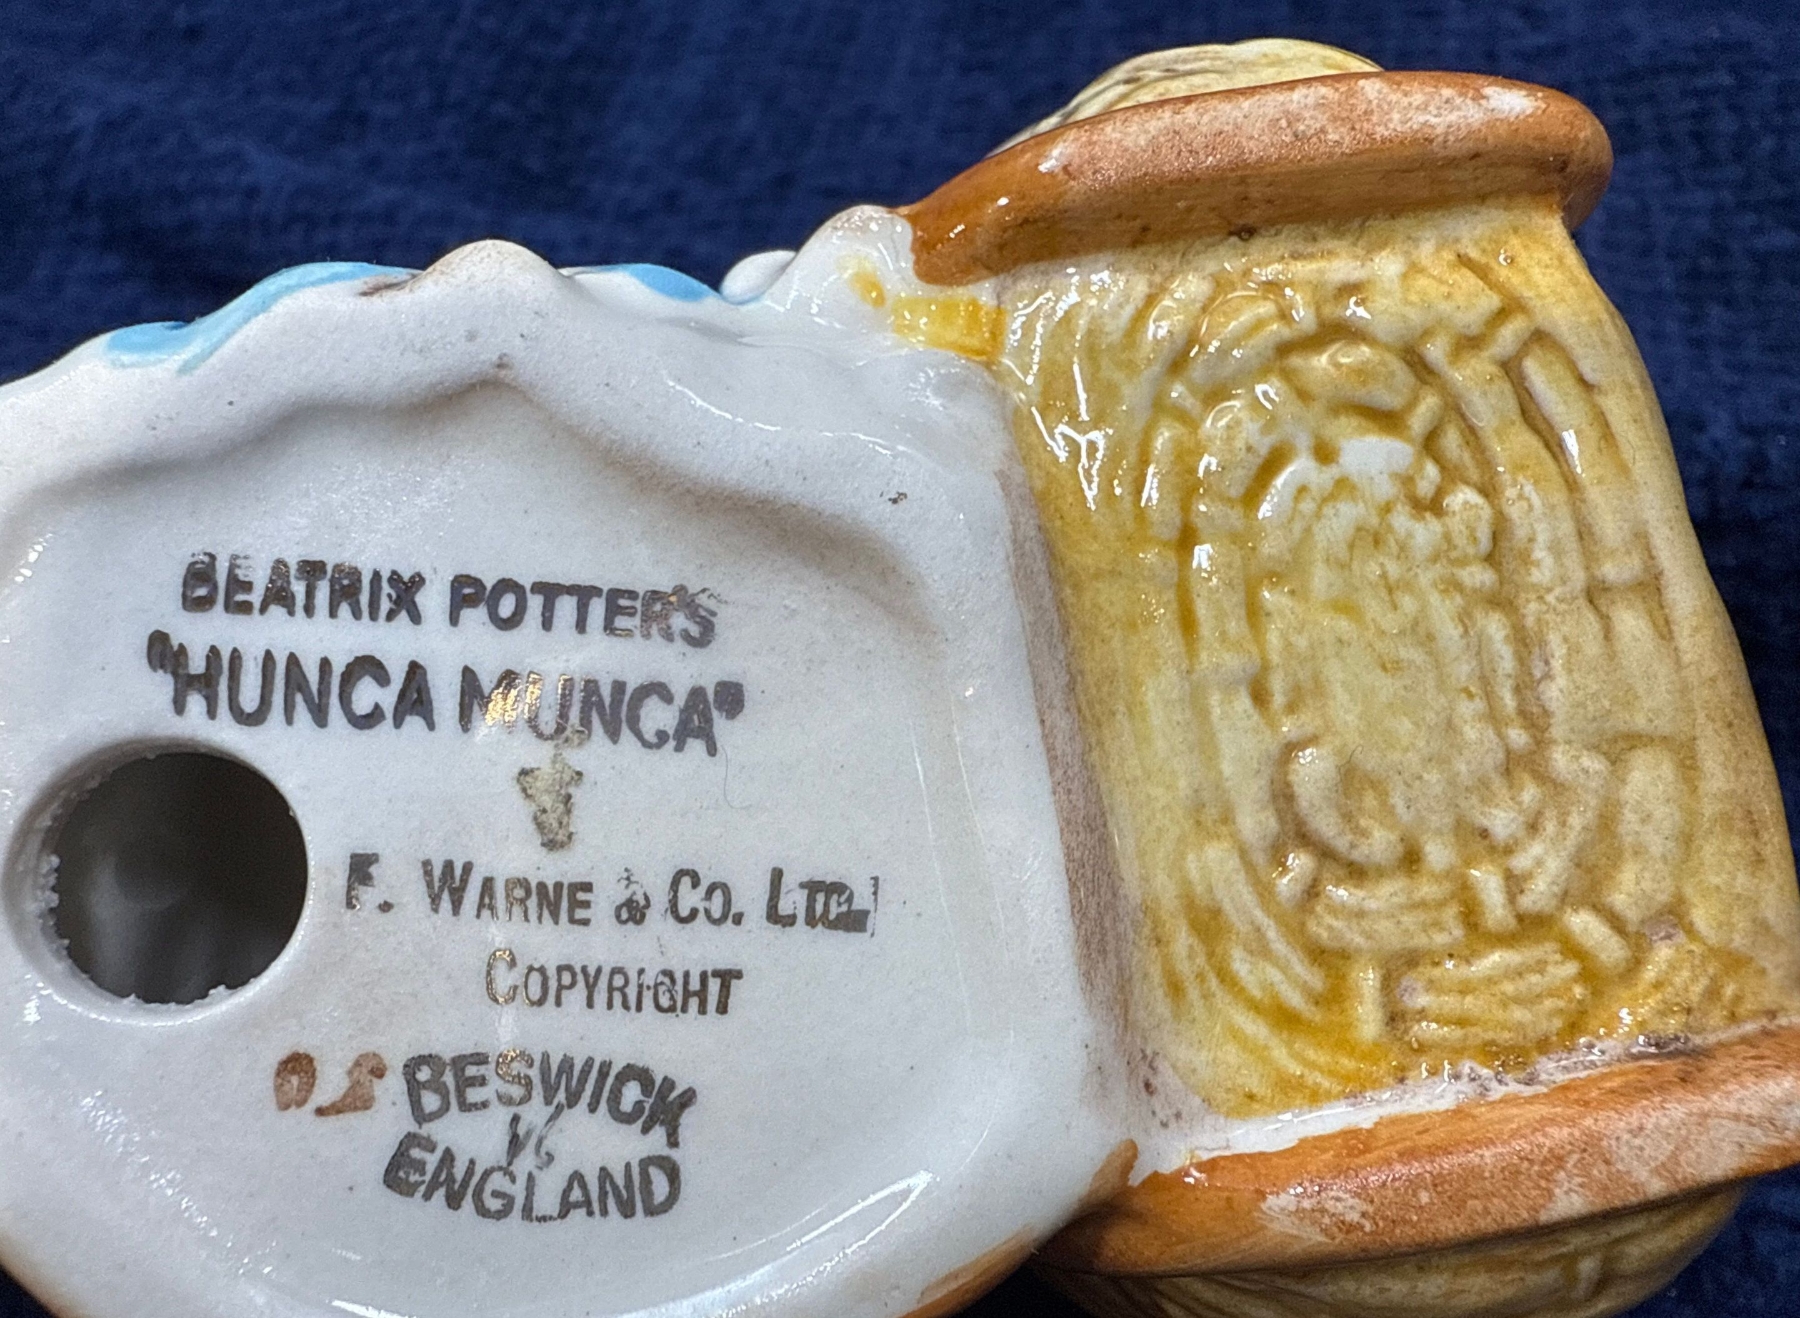 BEATRIX POTTER'S
"HUNCA MUNCA"
F. WARNE & CO. LTD.
COPYRIGHT
BESWICK
ENGLAND